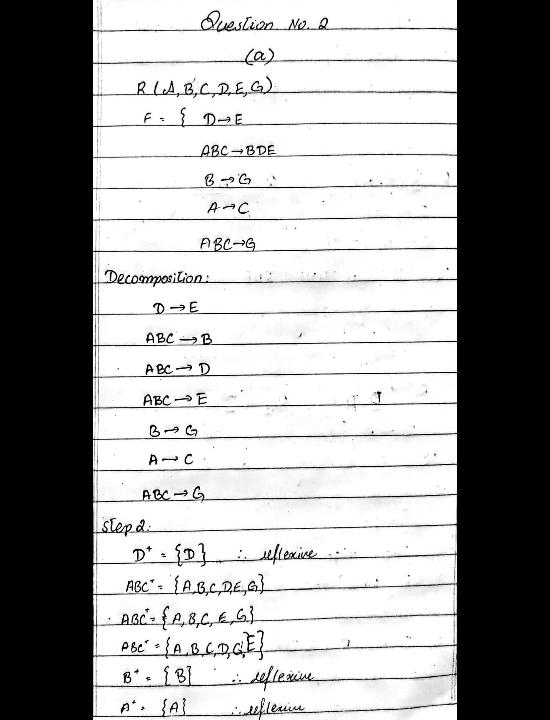 Question No. 2
(a)
R(A,B,C,D,E,G)
F = { D→E
ABC→BDE
B→G
A→C
ABC→G
Decomposition:
D→E
ABC→B
ABC→D
ABC→E
B→G
A→C
ABC→G
Step 2:
D⁺ = {D} ∴ reflexive
ABC⁺ = {A,B,C,D,E,G}
ABC⁺ = {A,B,C,E,G}
ABC⁺ = {A,B,C,D,G,E}
B⁺ = {B} ∴ reflexive
A⁺ = {A} ∴ reflexive